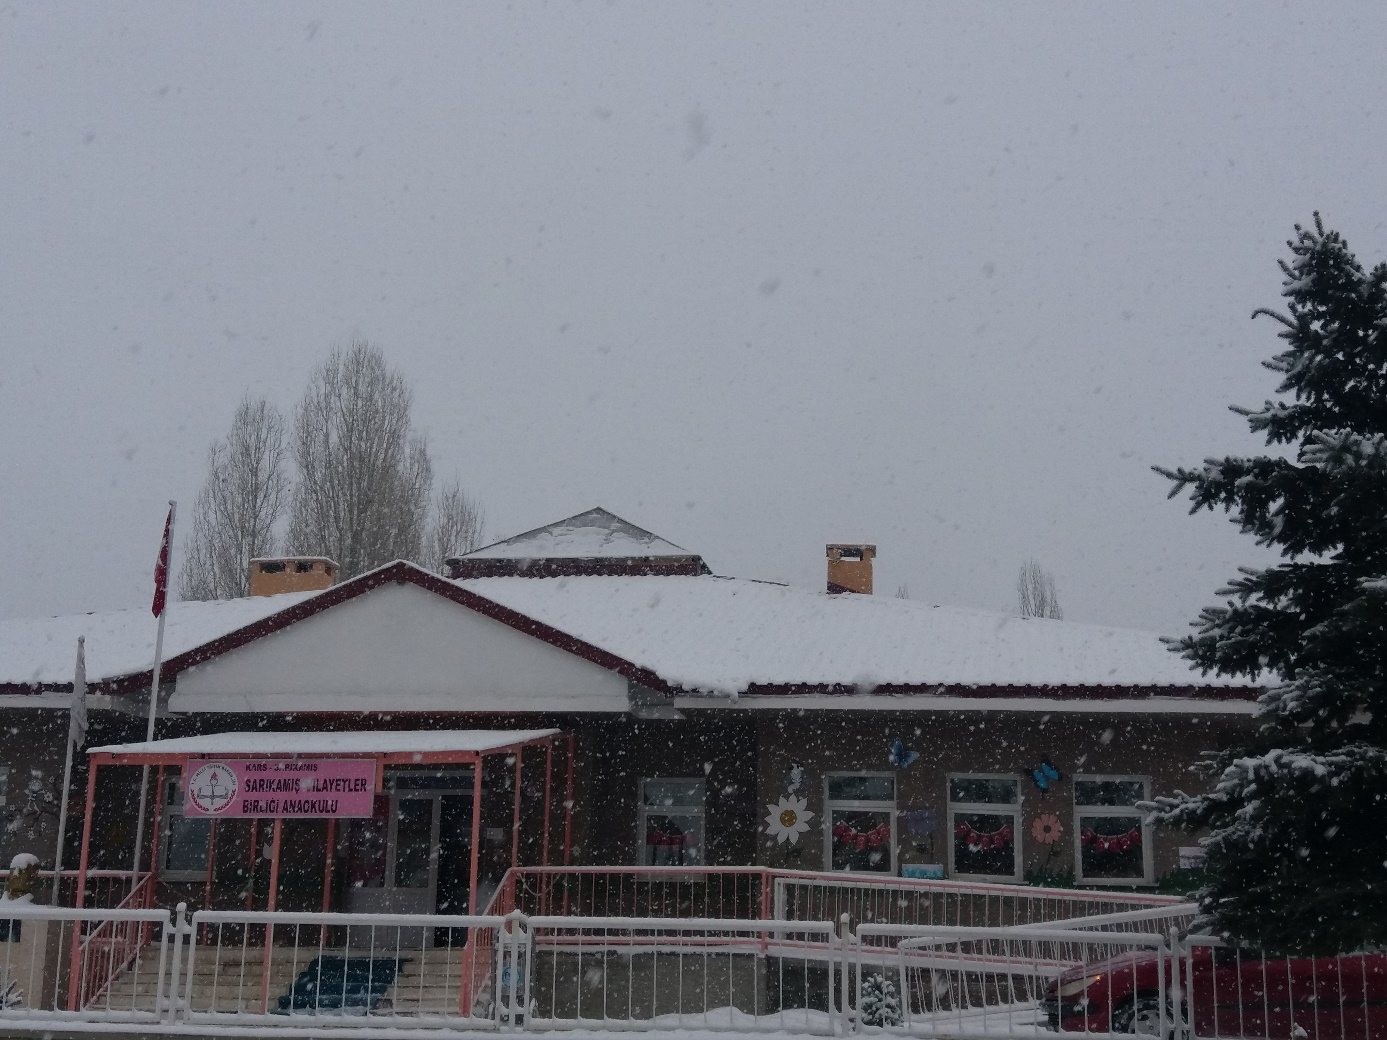 KARS - SARIKAMIŞ
SARIKAMIŞ VİLAYETLER
BİRLİĞİ ANAOKULU